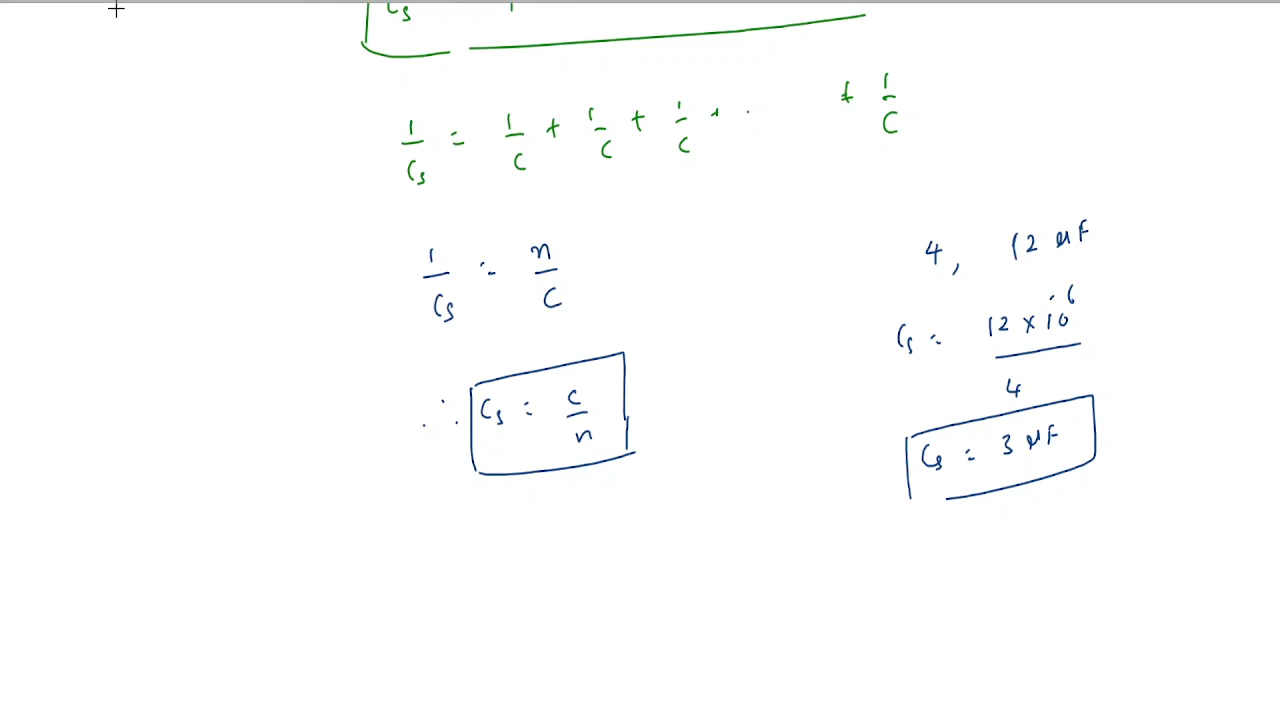 Cs
1/Cs = 1/C + 1/C + 1/C + . + 1/C
1/Cs = n/C
∴ Cs = C/n
4, 12 μF
Cs = 12 × 10^-6 / 4
Cs = 3 μF